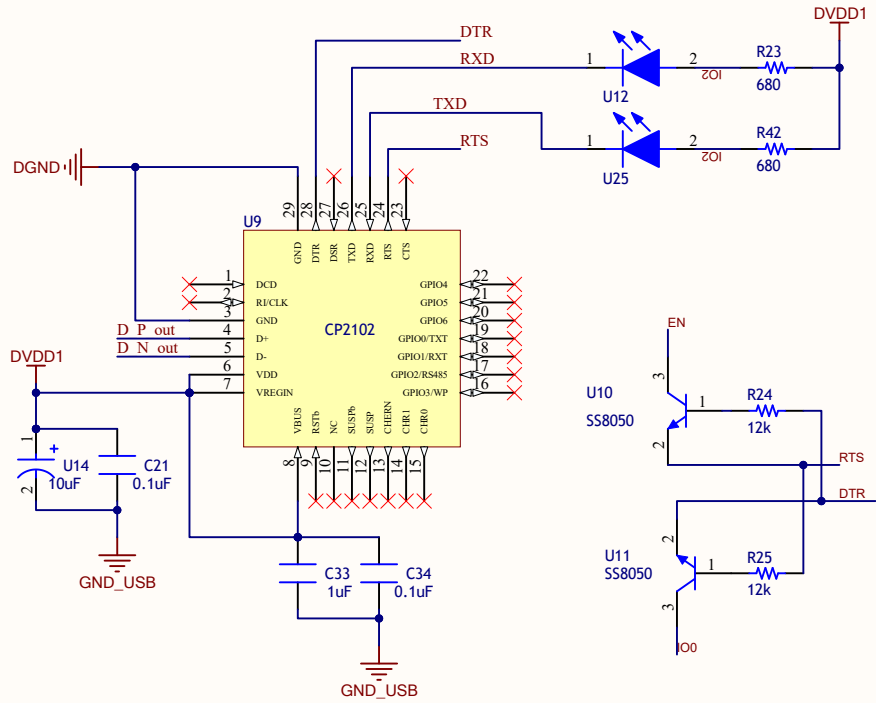 DVDD1
DTR
RXD
1
2
IO2
R23
680
U12
TXD
1
2
IO2
R42
680
U25
RTS
DGND
29
28
27
26
25
24
23
U9
GND
DTR
DSR
TXD
RXD
RTS
CTS
1
DCD
2
RI/CLK
3
GND
D_P_out
4
D+
D_N_out
5
D-
6
VDD
7
VREGIN
CP2102
GPIO4
22
GPIO5
21
GPIO6
20
GPIO0/TXT
19
GPIO1/RXT
18
GPIO2/RS485
17
GPIO3/WP
16
VBUS
RSTb
NC
SUSPb
SUSP
CHERN
CHR1
CHR0
8
9
10
11
12
13
14
15
DVDD1
1
+
U14
10uF
2
C21
0.1uF
GND_USB
C33
1uF
C34
0.1uF
GND_USB
EN
3
U10
SS8050
1
R24
12k
2
RTS
DTR
2
U11
SS8050
1
R25
12k
3
IO0